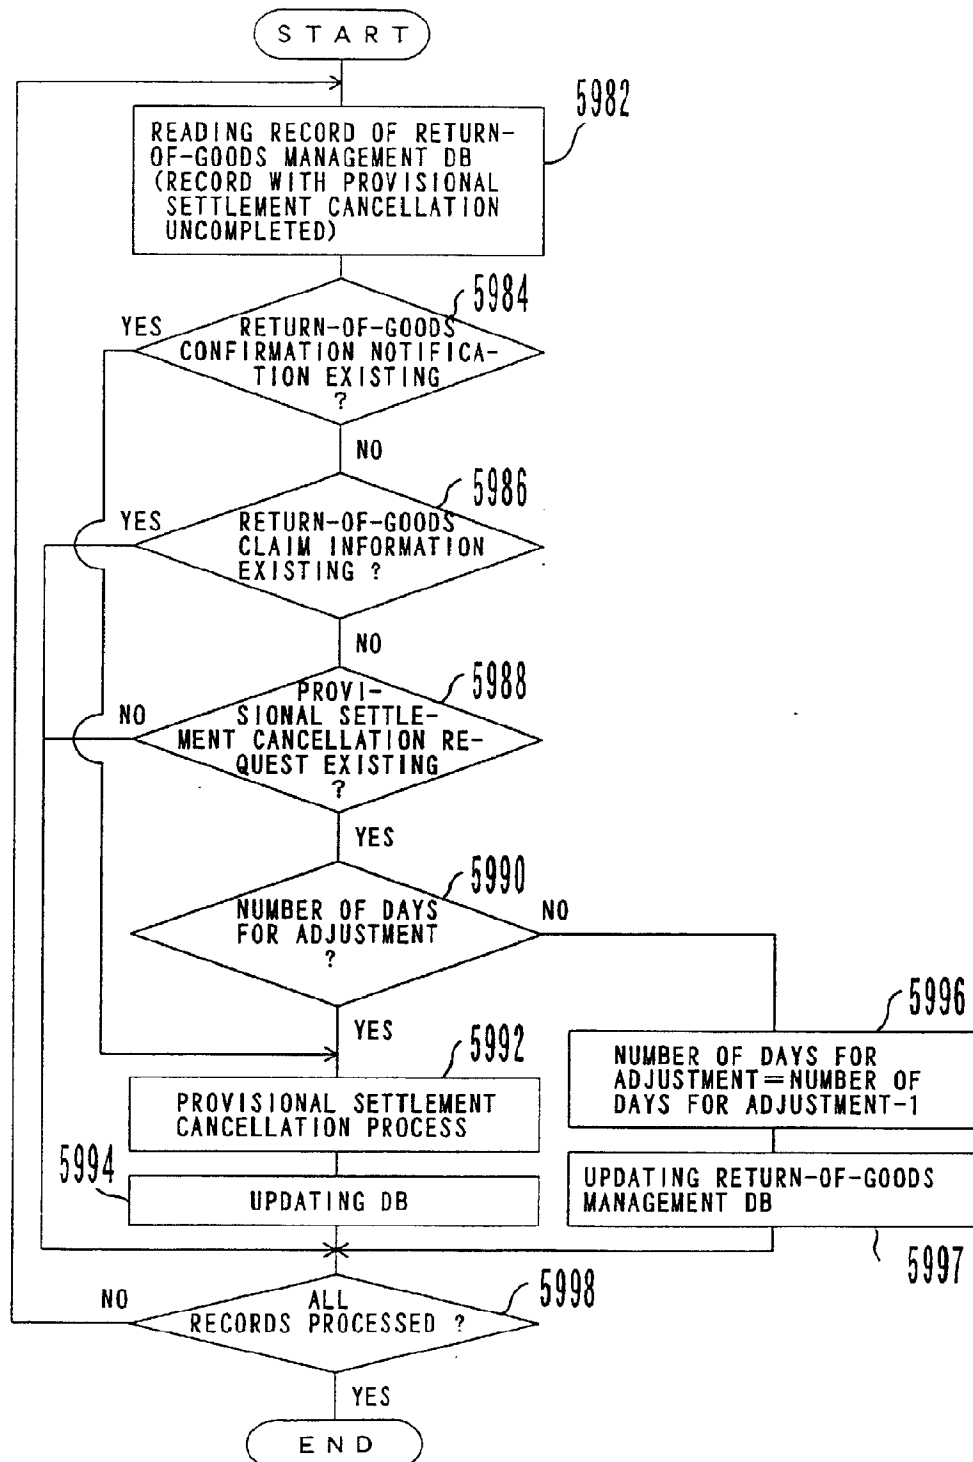 START
5982
READING RECORD OF RETURN-
OF-GOODS MANAGEMENT DB
(RECORD WITH PROVISIONAL
SETTLEMENT CANCELLATION
UNCOMPLETED)
5984
YES
RETURN-OF-GOODS
CONFIRMATION NOTIFICA-
TION EXISTING
?
NO
5986
YES
RETURN-OF-GOODS
CLAIM INFORMATION
EXISTING ?
NO
5988
NO
PROVI-
SIONAL SETTLE-
MENT CANCELLATION RE-
QUEST EXISTING
?
YES
5990
NUMBER OF DAYS
FOR ADJUSTMENT
?
NO
YES
5992
PROVISIONAL SETTLEMENT
CANCELLATION PROCESS
5994
UPDATING DB
5996
NUMBER OF DAYS FOR
ADJUSTMENT=NUMBER OF
DAYS FOR ADJUSTMENT-1
UPDATING RETURN-OF-GOODS
MANAGEMENT DB
5997
5998
NO
ALL
RECORDS PROCESSED ?
YES
END